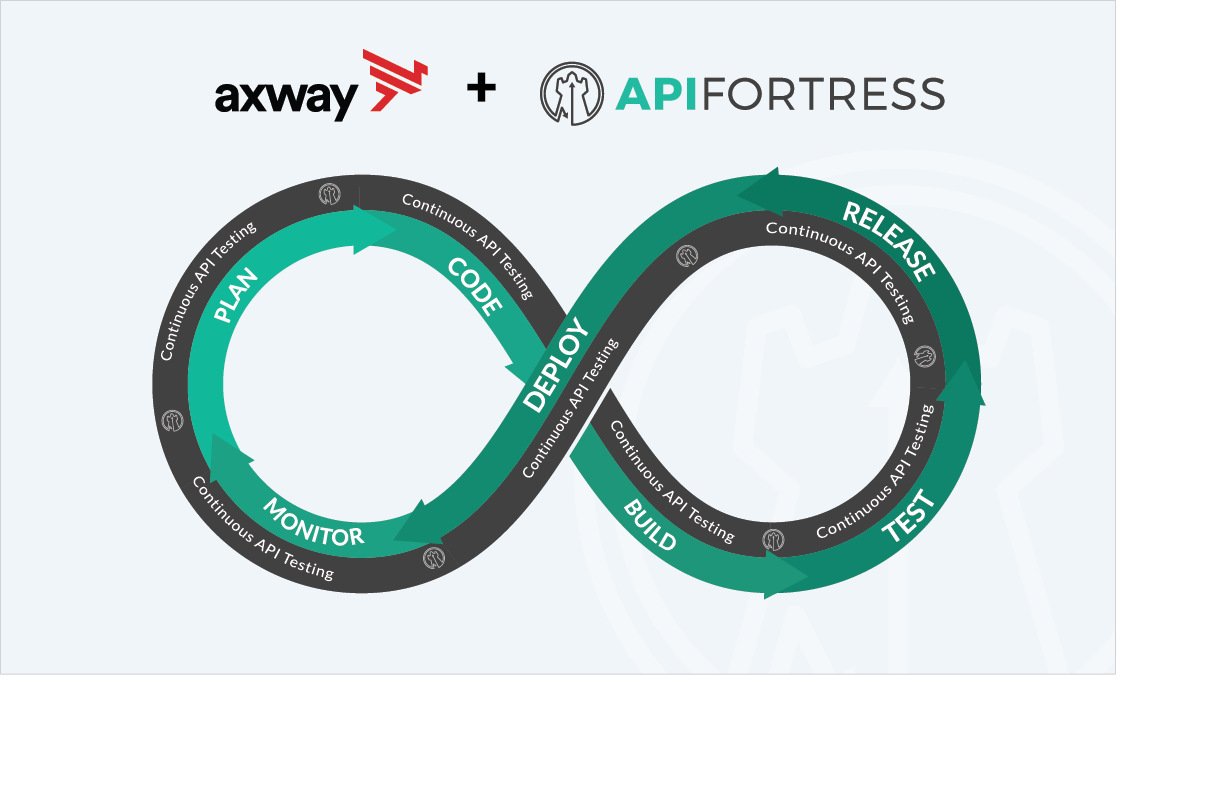 axway
+
APIFORTRESS
Continuous API Testing
PLAN
Continuous API Testing
CODE
DEPLOY
Continuous API Testing
MONITOR
Continuous API Testing
Continuous API Testing
RELEASE
Continuous API Testing
BUILD
Continuous API Testing
TEST